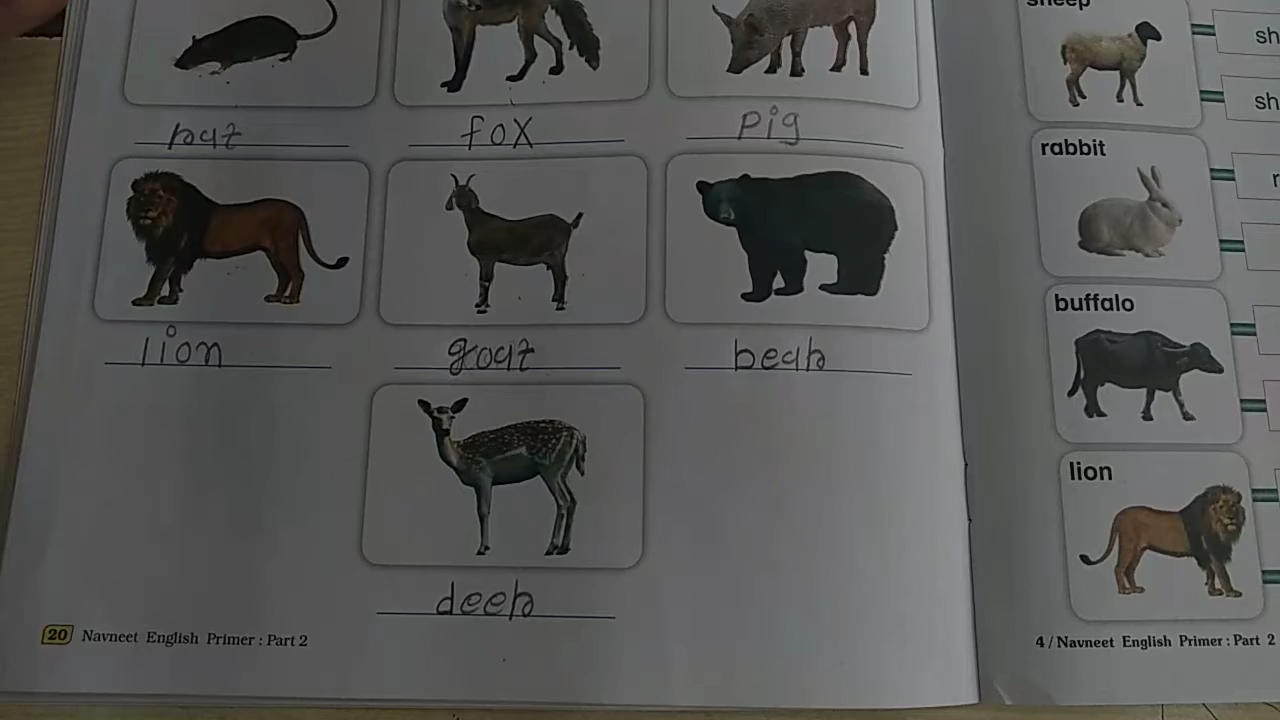 rat fox pig
lion goat bear
deer
20 Navneet English Primer : Part 2
sheep
sh
sh
rabbit
r
buffalo
lion
4 / Navneet English Primer : Part 2